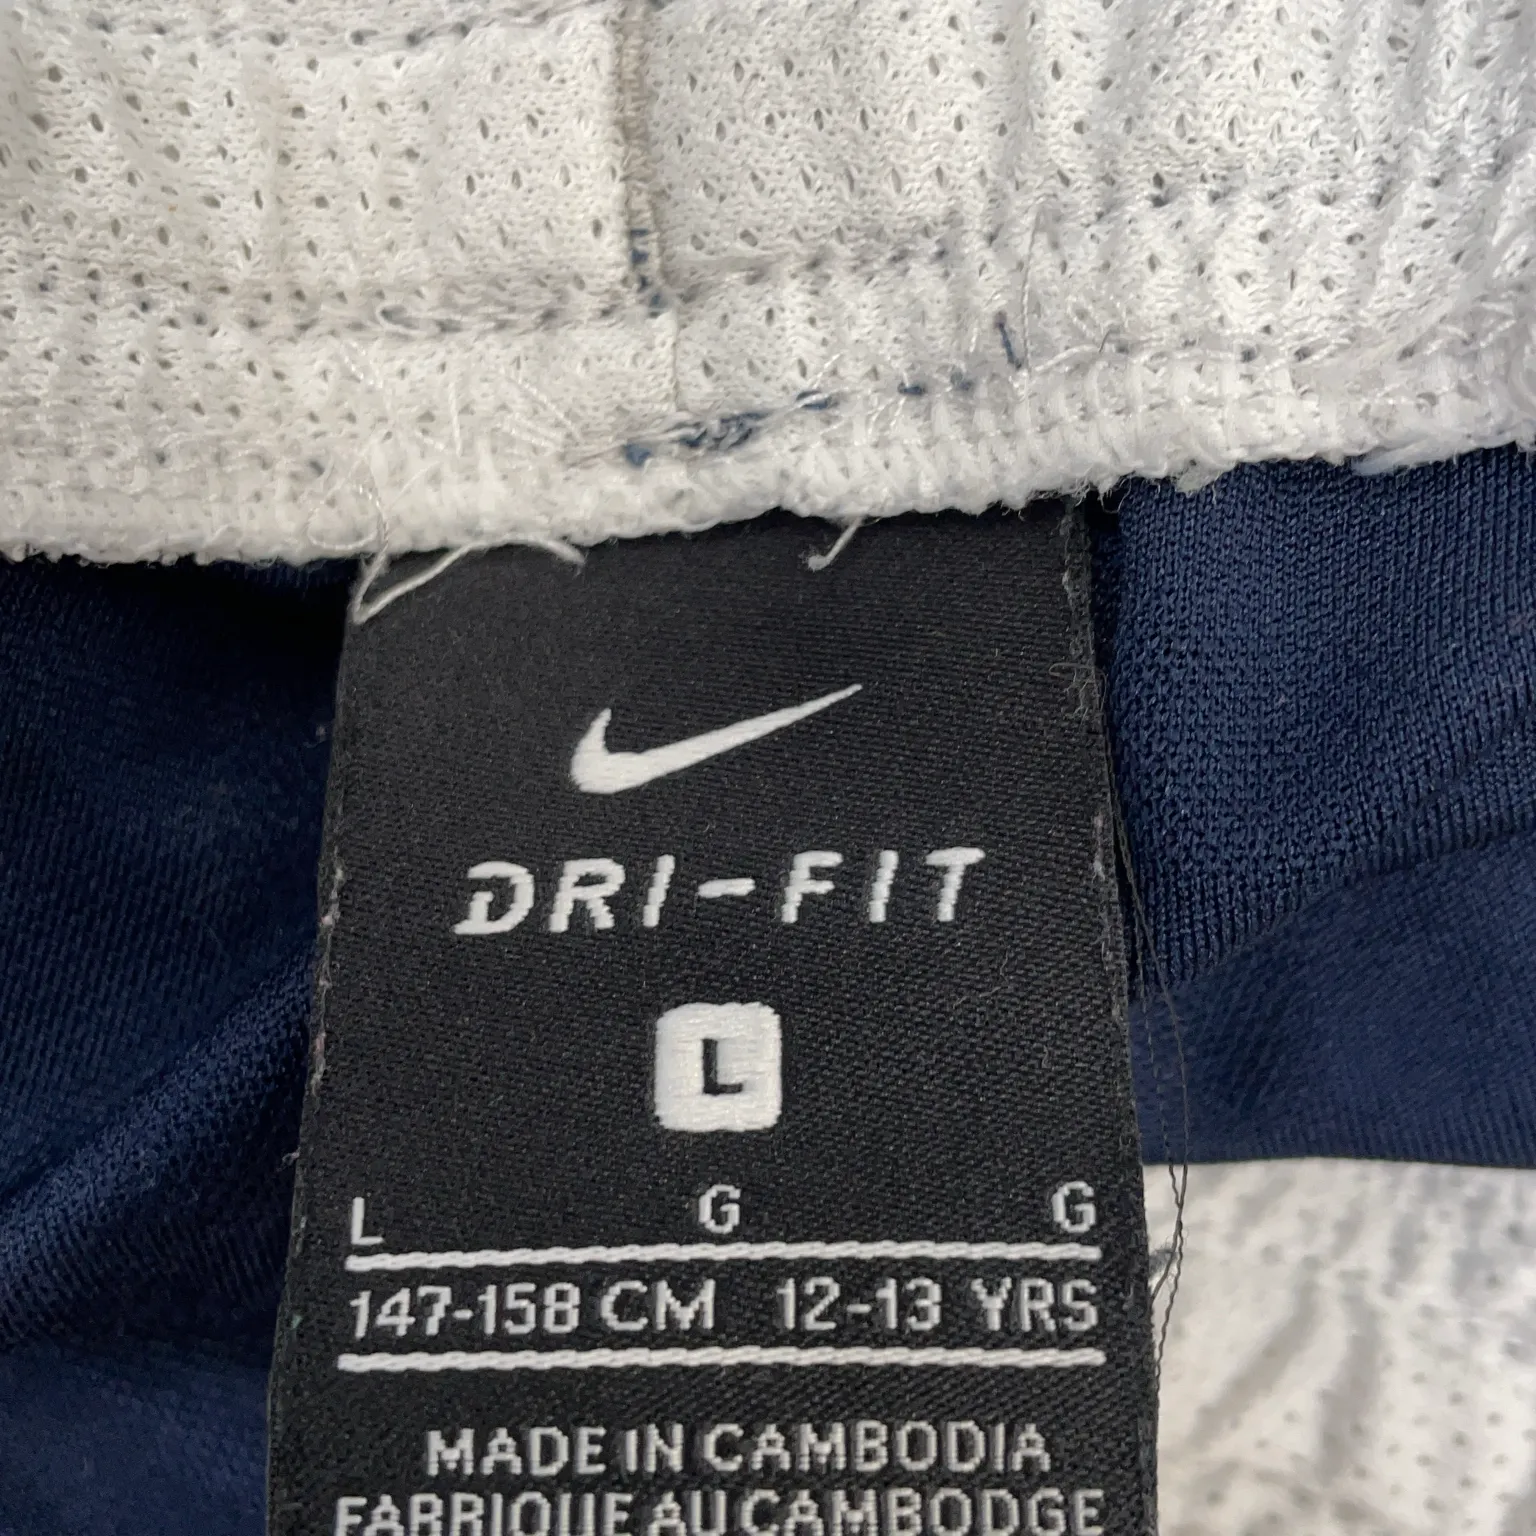 DRI-FIT
L
L G G
147-158 CM 12-13 YRS
MADE IN CAMBODIA
FABRIQUE AU CAMBODGE